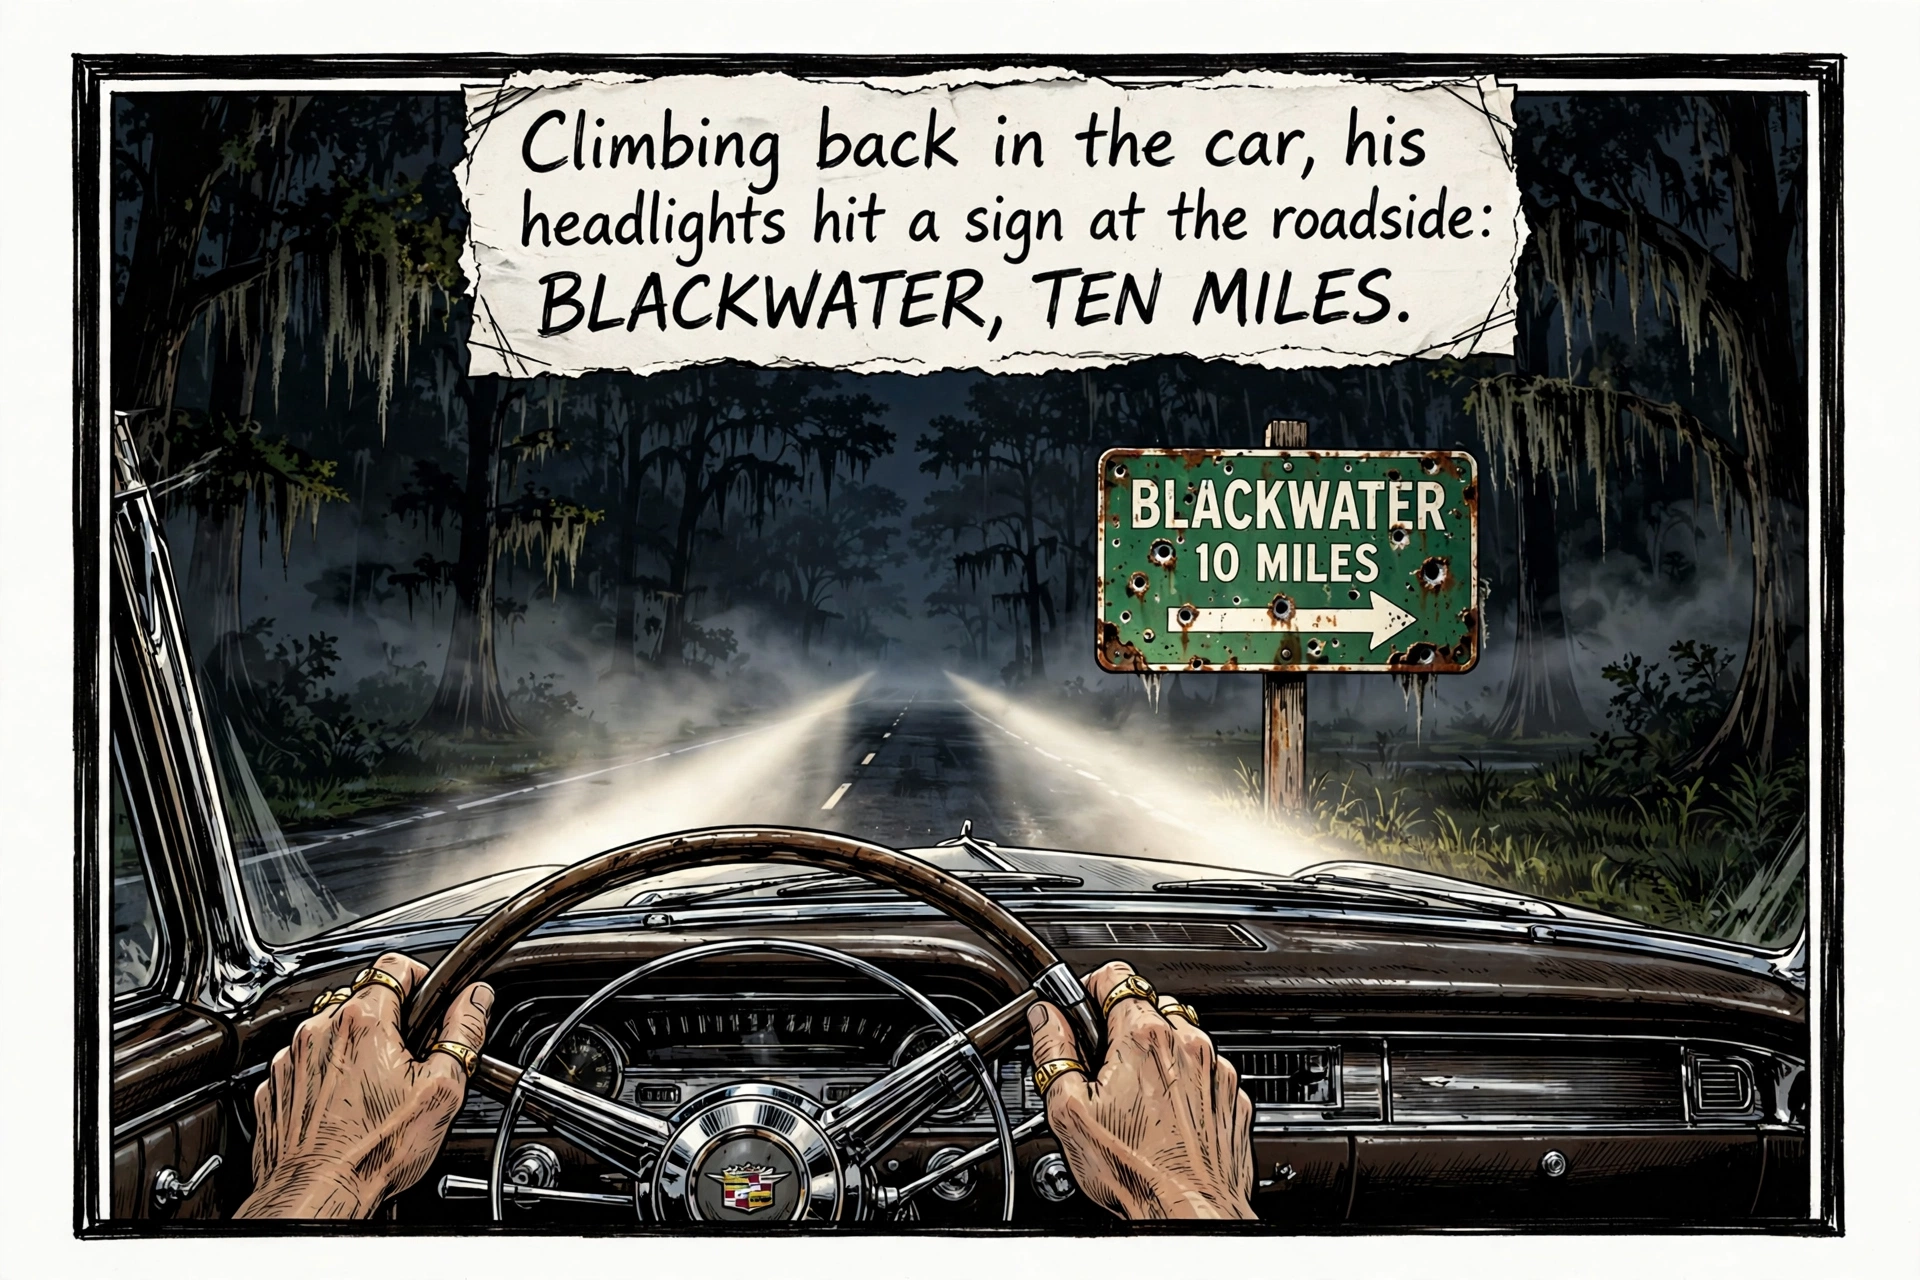 Climbing back in the car, his
headlights hit a sign at the roadside:
BLACKWATER, TEN MILES.
BLACKWATER
10 MILES